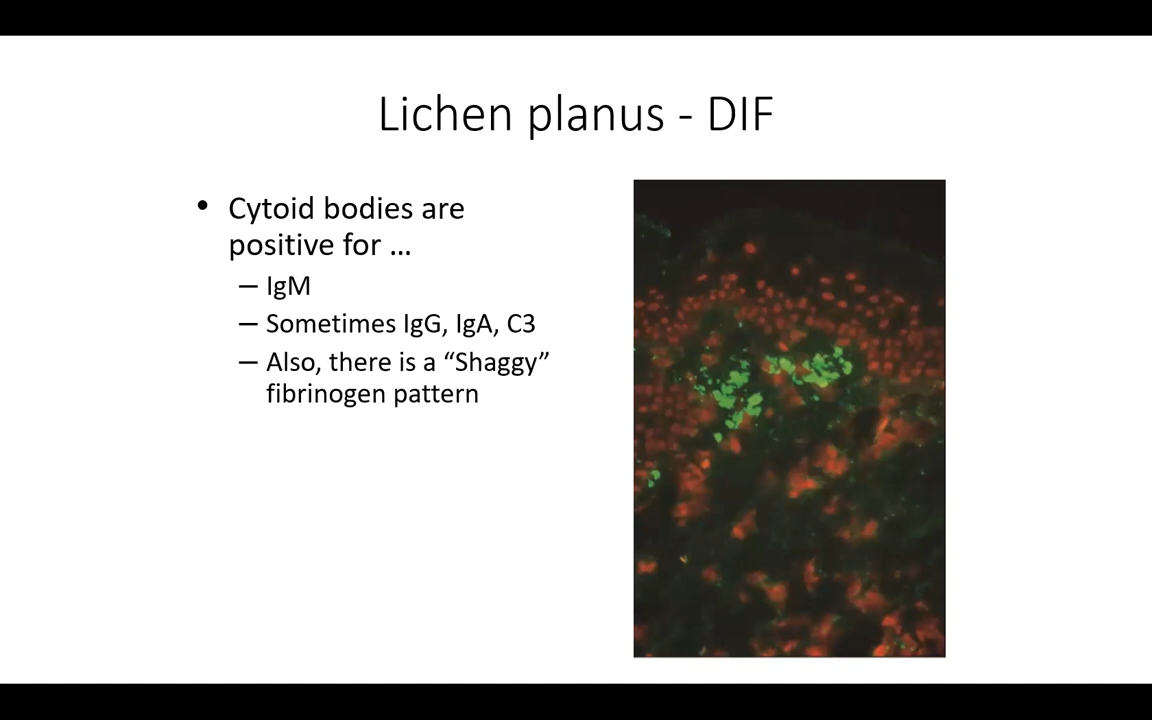 Lichen planus - DIF
• Cytoid bodies are
positive for ...
– IgM
– Sometimes IgG, IgA, C3
– Also, there is a “Shaggy”
fibrinogen pattern